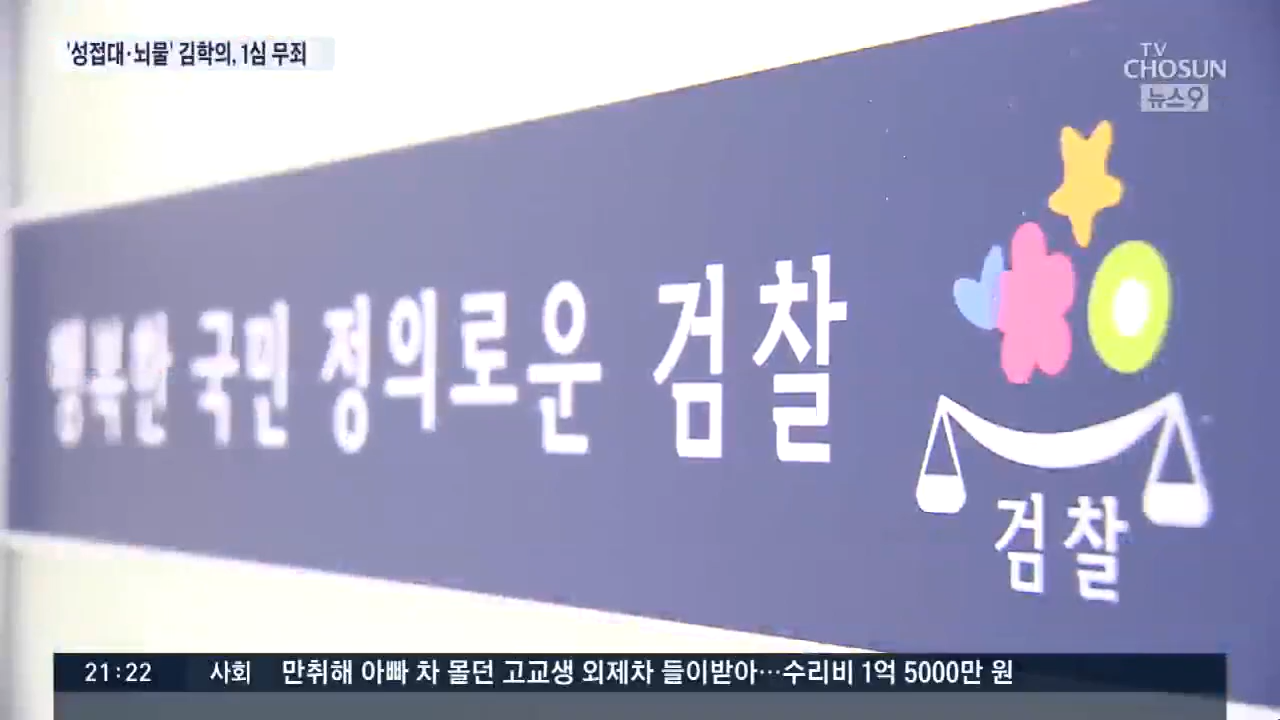 '성접대·뇌물' 김학의, 1심 무죄
TV
CHOSUN
뉴스9
행복한 국민 정의로운 검찰
검찰
21:22 사회 만취해 아빠 차 몰던 고교생 외제차 들이받아…수리비 1억 5000만 원